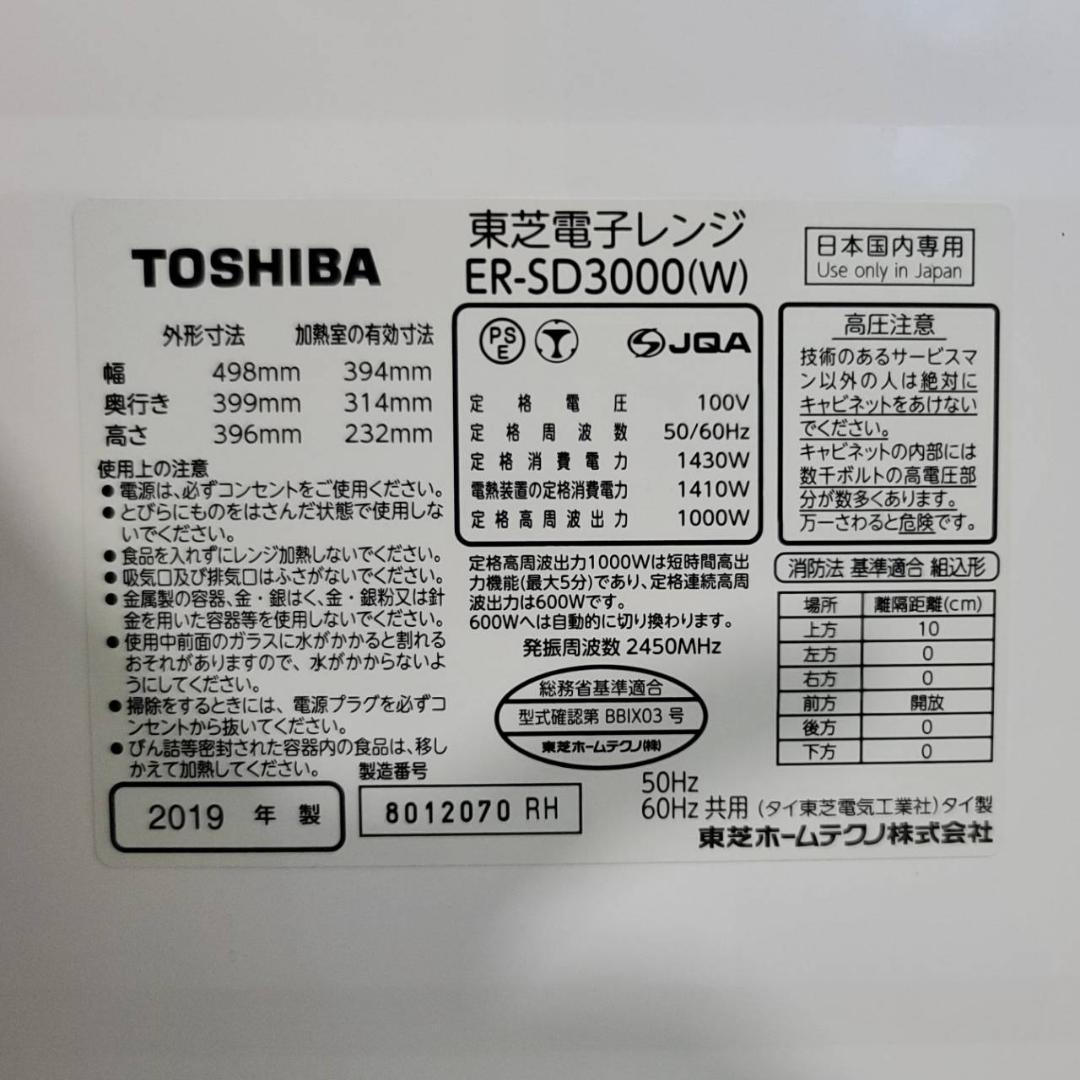 TOSHIBA
東芝電子レンジ
ER-SD3000(W)
日本国内専用
Use only in Japan
外形寸法 加熱室の有効寸法
幅 498mm 394mm
奥行き 399mm 314mm
高さ 396mm 232mm
使用上の注意
●電源は、必ずコンセントをご使用ください。
●とびらにものをはさんだ状態で使用しな
いでください。
●食品を入れずにレンジ加熱しないでください。
●吸気口及び排気口はふさがないでください。
●金属製の容器、金・銀はく、金・銀粉又は針
金を用いた容器等を使用しないでください。
●使用中前面のガラスに水がかかると割れる
おそれがありますので、水がかからないよ
うにしてください。
●掃除をするときには、電源プラグを必ずコ
ンセントから抜いてください。
●びん詰等密封された容器内の食品は、移し
かえて加熱してください。
2019 年 製
製造番号
8012070 RH
PS
E
T
JQA
定格電圧 100V
定格周波数 50/60Hz
定格消費電力 1430W
電熱装置の定格消費電力 1410W
定格高周波出力 1000W
定格高周波出力1000Wは短時間高出
力機能(最大5分)であり、定格連続高周
波出力は600Wです。
600Wへは自動的に切り換わります。
発振周波数 2450MHz
総務省基準適合
型式確認第 BBIX03 号
東芝ホームテクノ(株)
高圧注意
技術のあるサービスマ
ン以外の人は絶対に
キャビネットをあけない
でください。
キャビネットの内部には
数千ボルトの高電圧部
分が数多くあります。
万一さわると危険です。
消防法 基準適合 組込形
場所 離隔距離(cm)
上方 10
左方 0
右方 0
前方 開放
後方 0
下方 0
50Hz
60Hz 共用 (タイ東芝電気工業社)タイ製
東芝ホームテクノ株式会社